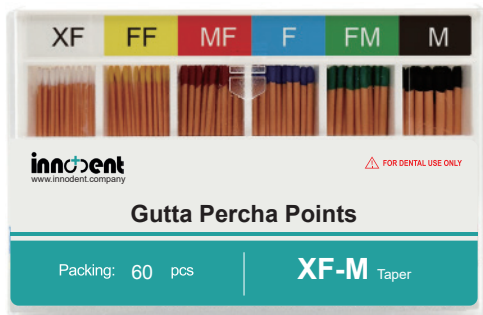 XF FF MF F FM M
innodent
www.innodent.company
FOR DENTAL USE ONLY
Gutta Percha Points
Packing: 60 pcs
XF-M Taper